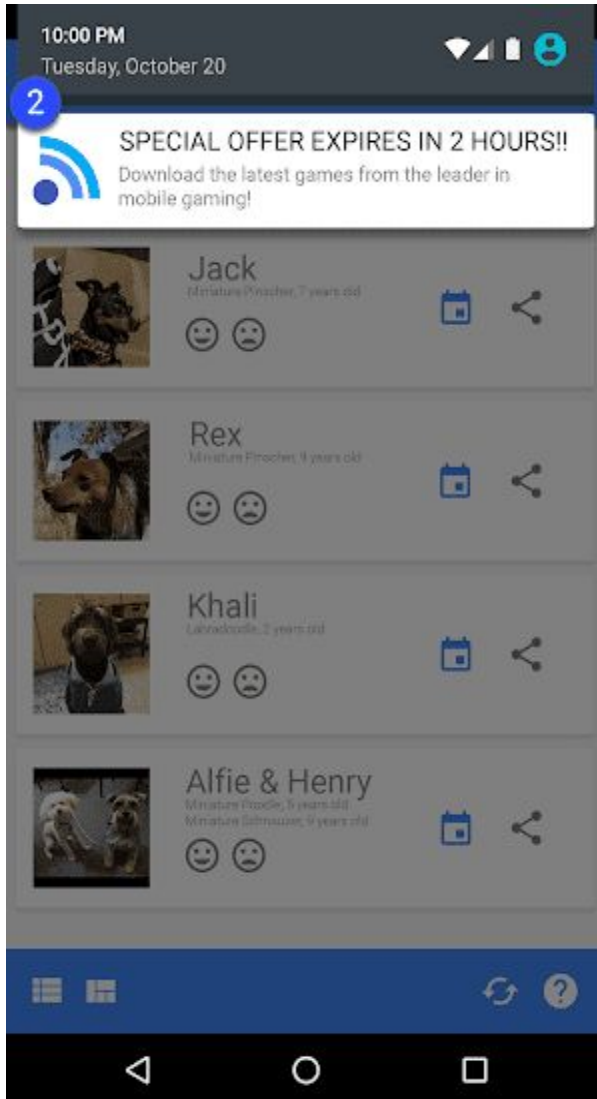 10:00 PM
Tuesday, October 20
2
SPECIAL OFFER EXPIRES IN 2 HOURS!!
Download the latest games from the leader in
mobile gaming!
Jack
Miniature Pinscher, 7 years old
Rex
Miniature Pinscher, 9 years old
Khali
Labradoodle, 2 years old
Alfie & Henry
Miniature Poodle, 5 years old
Miniature Schnauzer, 9 years old
?